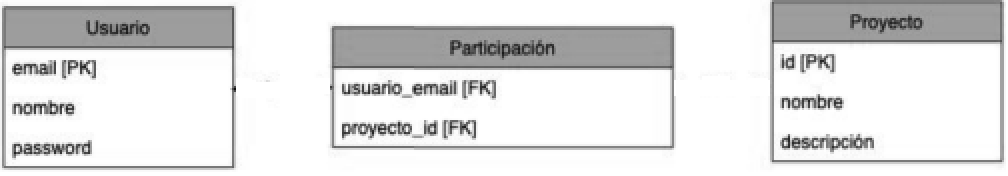 Usuario
email [PK]
nombre
password
Participación
usuario_email [FK]
proyecto_id [FK]
Proyecto
id [PK]
nombre
descripción